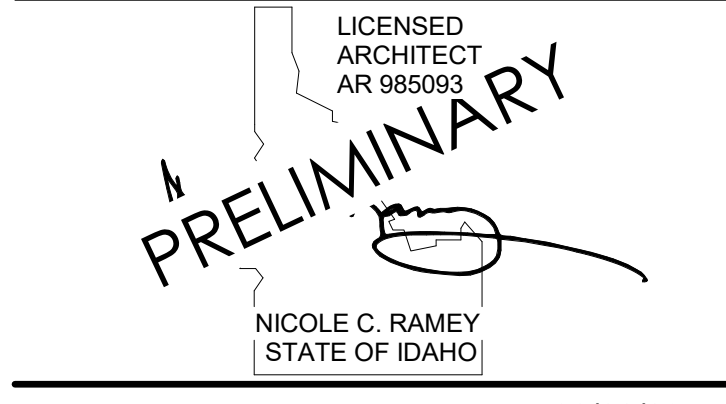 LICENSED
ARCHITECT
AR 985093
PRELIMINARY
NICOLE C. RAMEY
STATE OF IDAHO